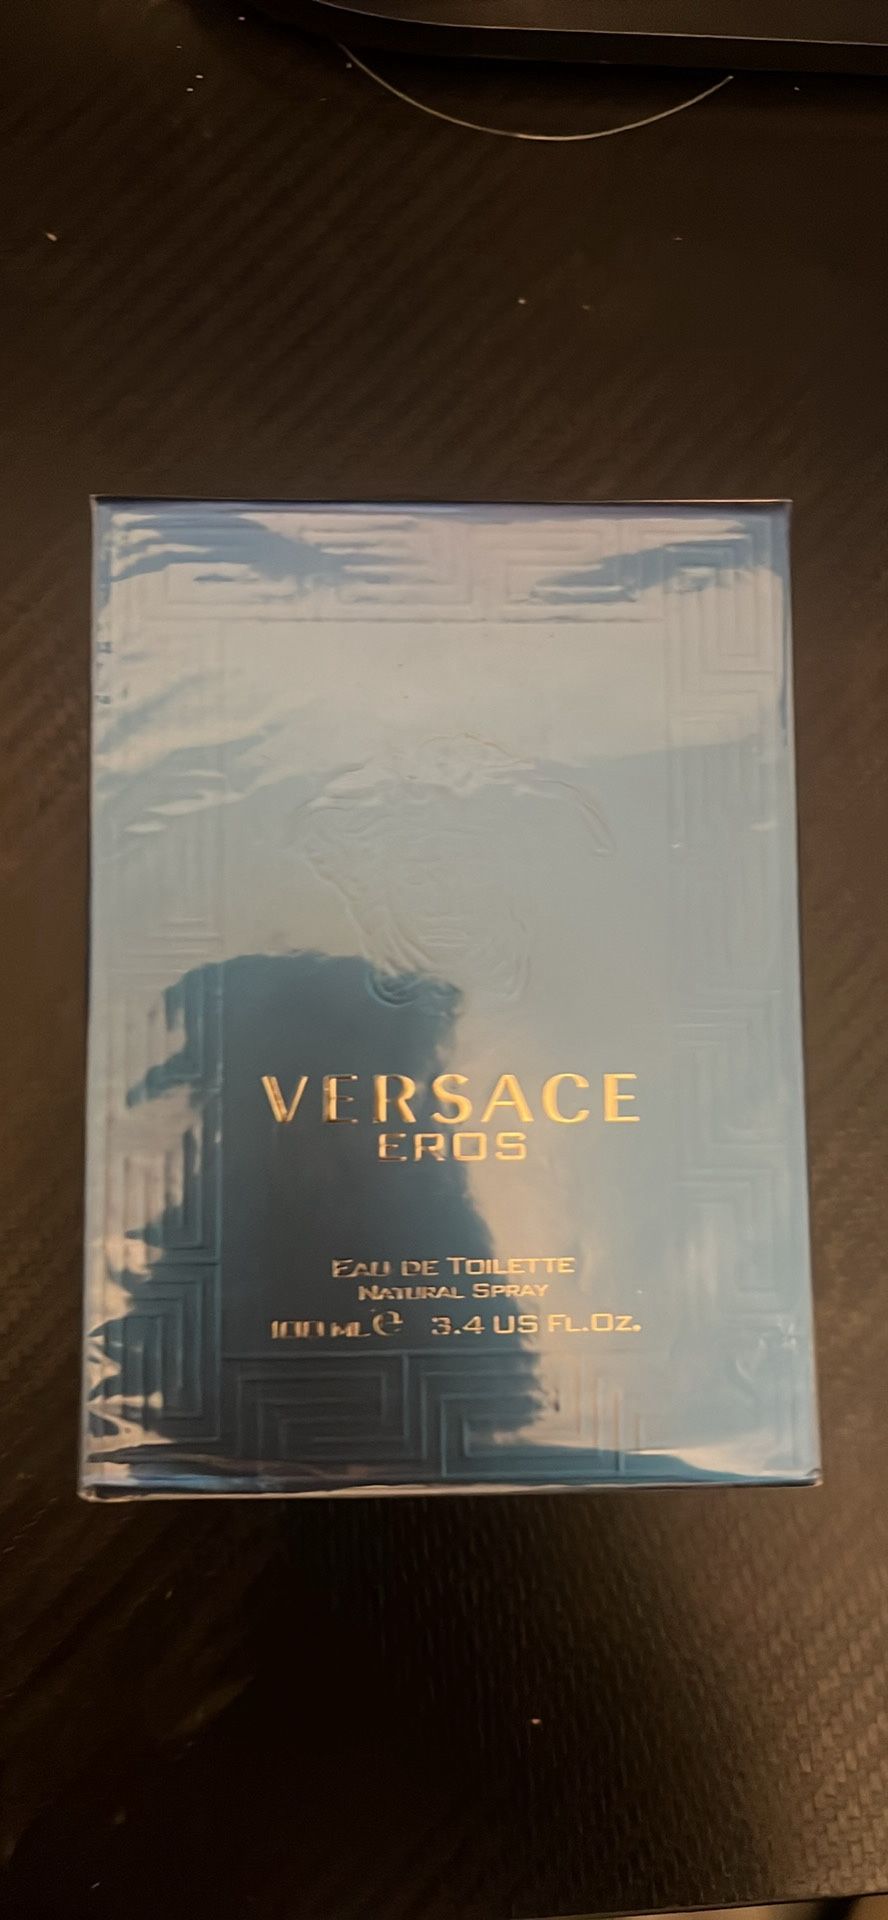 VERSACE
EROS
EAU DE TOILETTE
NATURAL SPRAY
100 ML ℮ 3.4 US FL.OZ.